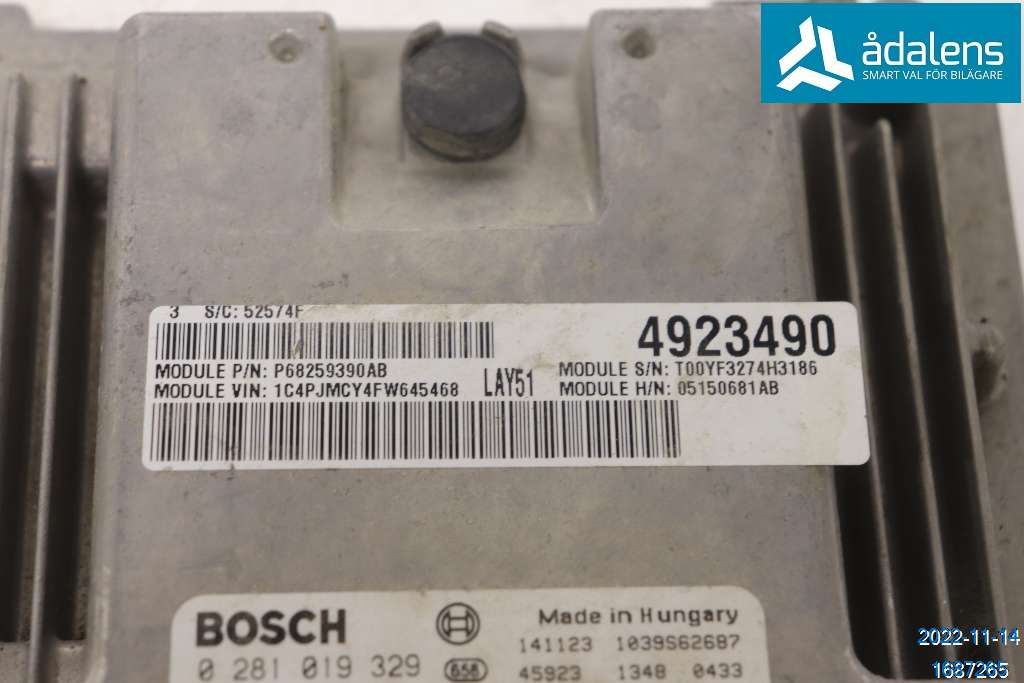 ådalens
SMART VAL FÖR BILÄGARE
3 S/C: 52574F
4923490
MODULE P/N: P68259390AB
MODULE S/N: T00YF3274H3186
MODULE VIN: 1C4PJMCY4FW645468
LAY51
MODULE H/N: 05150681AB
BOSCH
Made in Hungary
141123 1039S62687
0 281 019 329
658
45923 1348 0433
2022-11-14
1687265